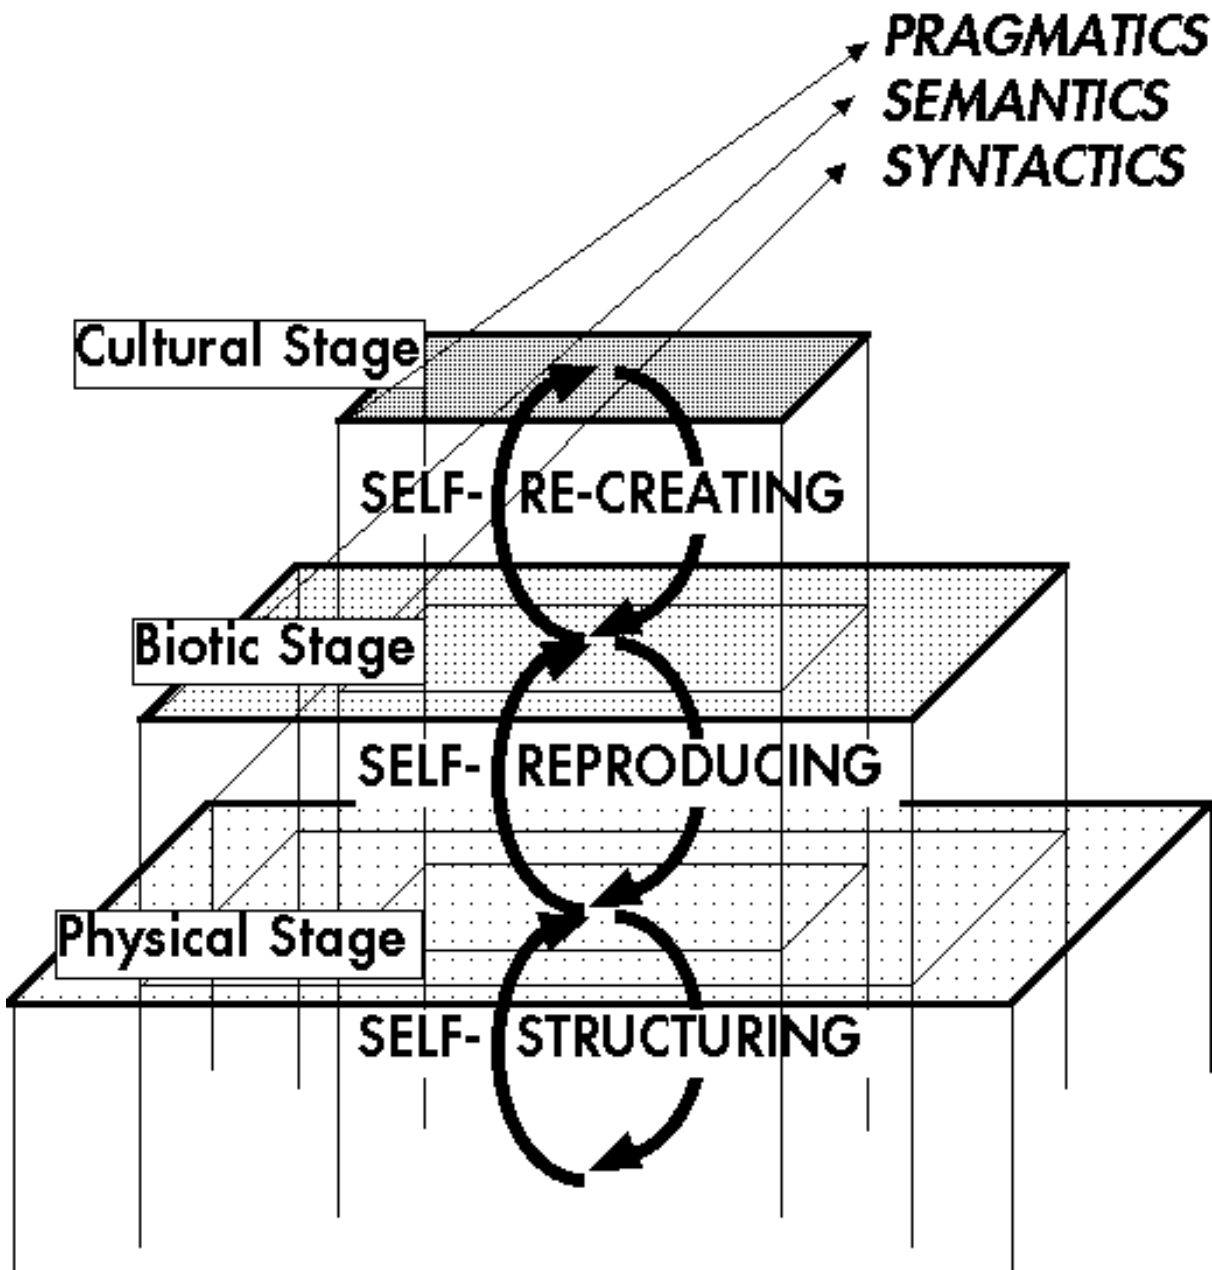 PRAGMATICS
SEMANTICS
SYNTACTICS
Cultural Stage
SELF- RE-CREATING
Biotic Stage
SELF- REPRODUCING
Physical Stage
SELF- STRUCTURING